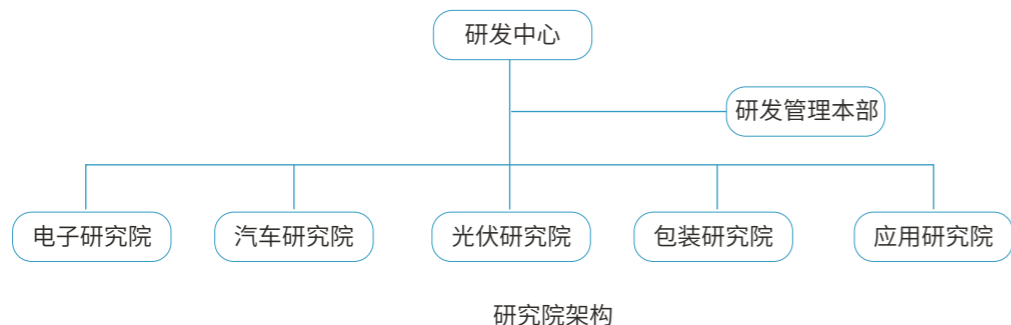 研发中心
研发管理本部
电子研究院
汽车研究院
光伏研究院
包装研究院
应用研究院
研究院架构